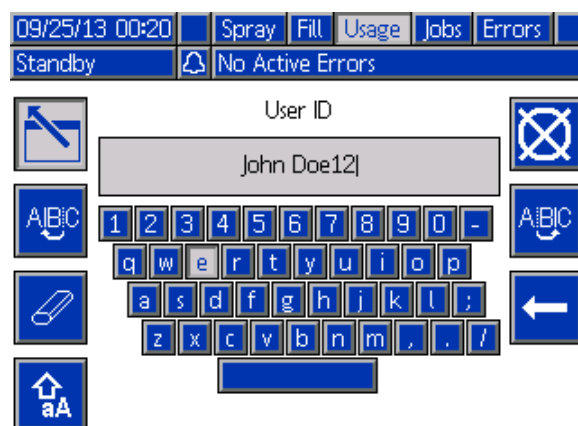 09/25/13 00:20 Spray Fill Usage Jobs Errors
Standby No Active Errors
User ID
John Doe12
ABC
ABC
1 2 3 4 5 6 7 8 9 0 -
q w e r t y u i o p
a s d f g h j k l ;
z x c v b n m , . /
aA